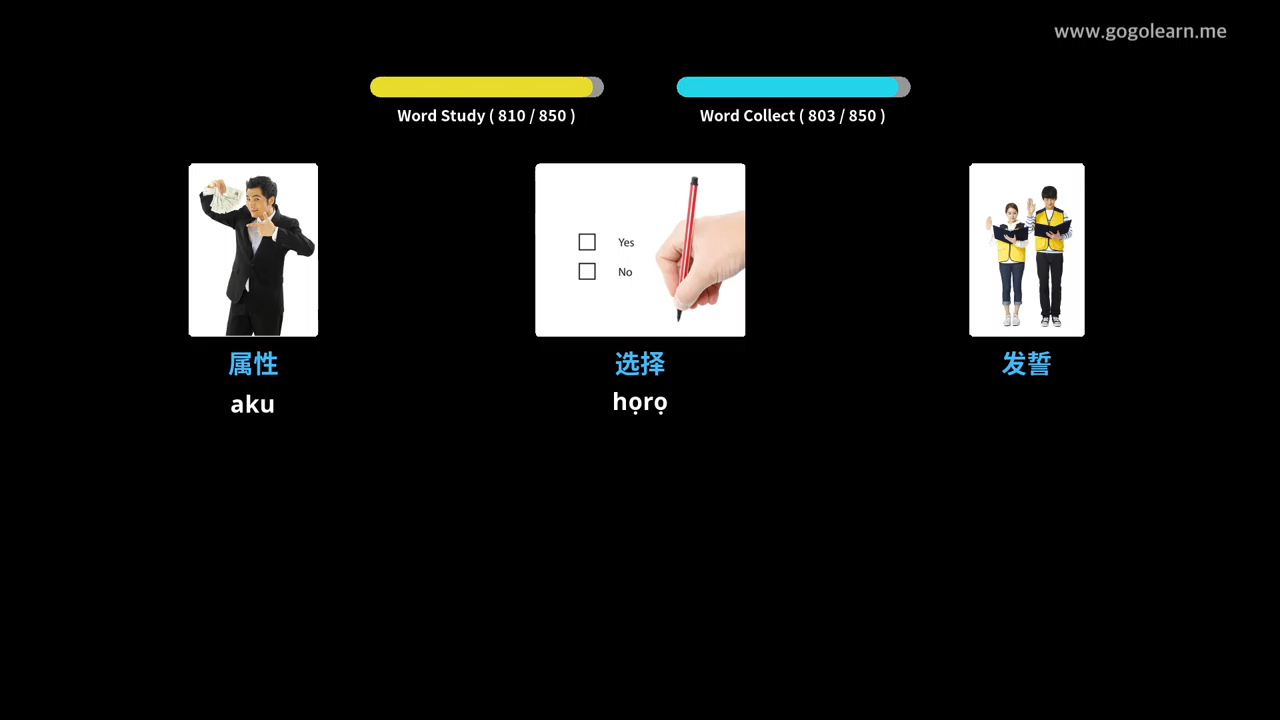 www.gogolearn.me
Word Study ( 810 / 850 )
Word Collect ( 803 / 850 )
Yes
No
属性
选择
发誓
aku
họrọ